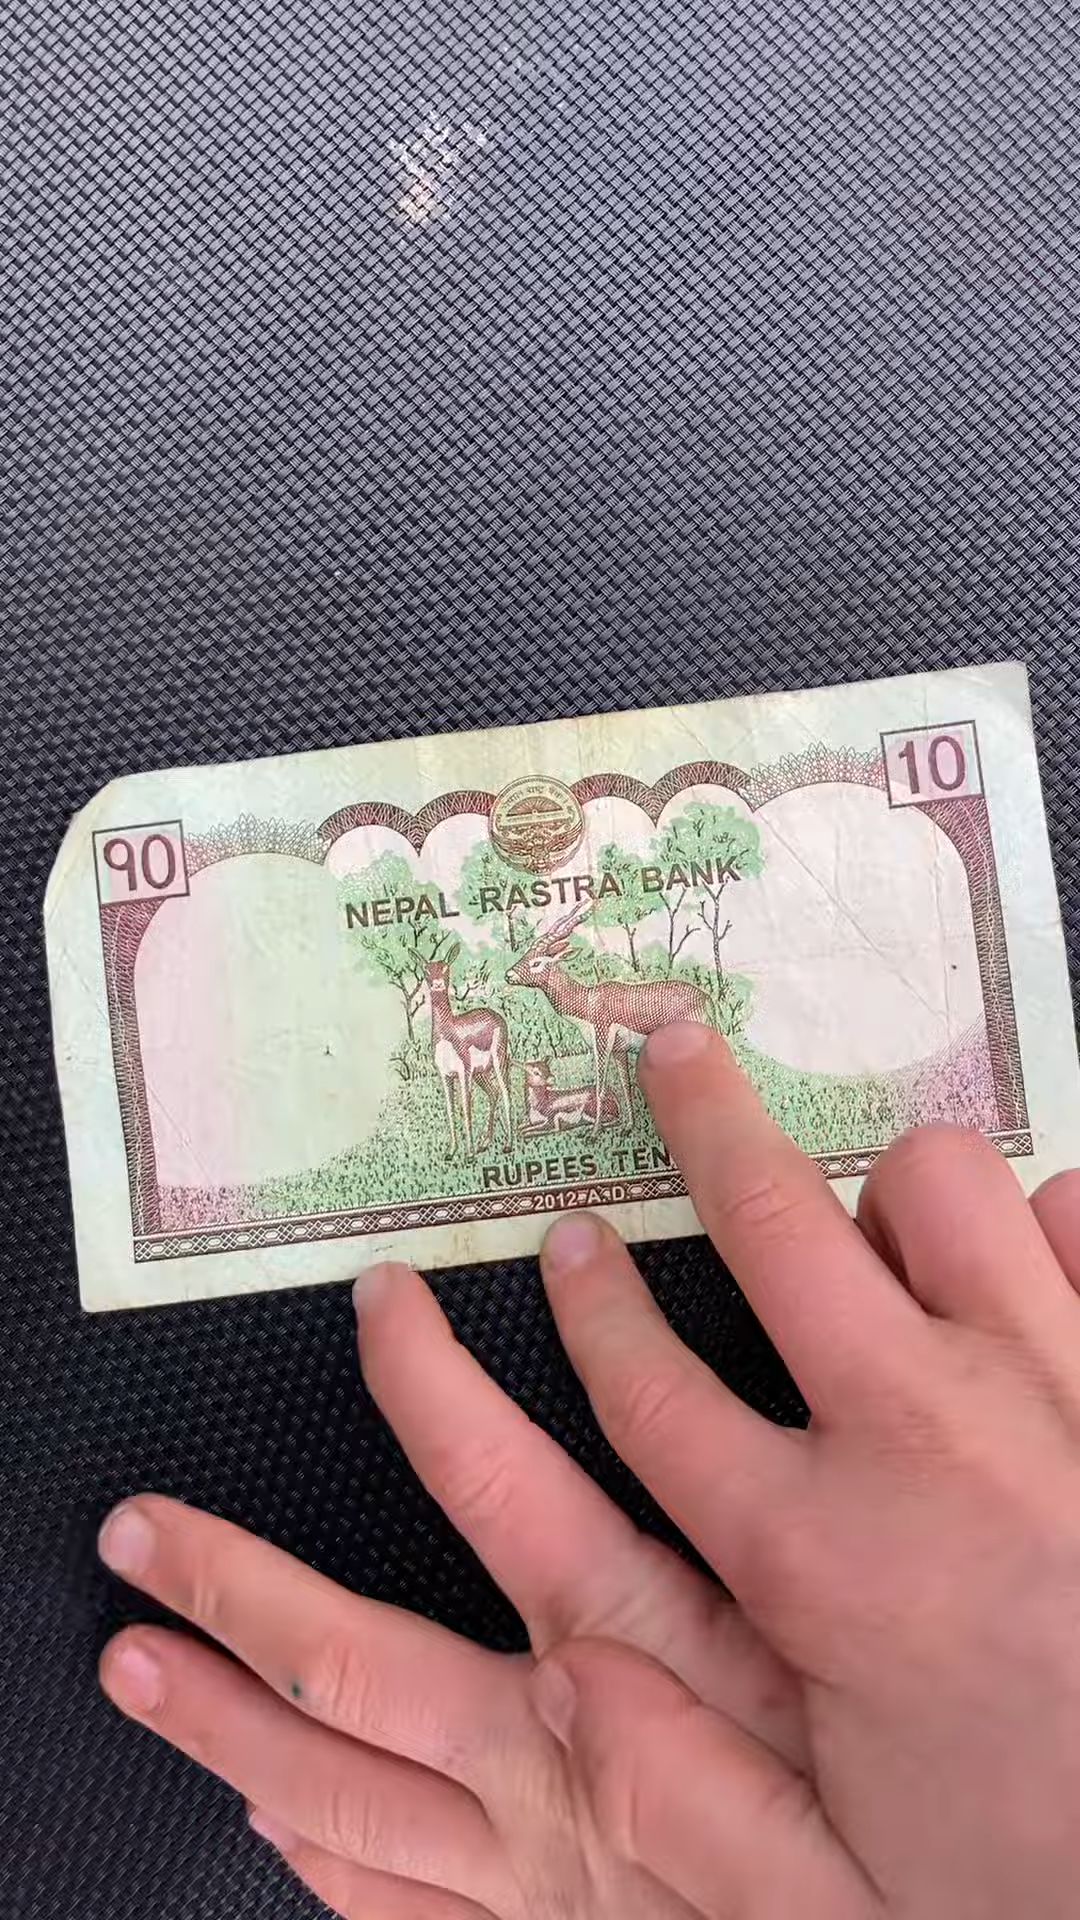 १० 10
NEPAL RASTRA BANK
RUPEES TEN
2012 A.D.